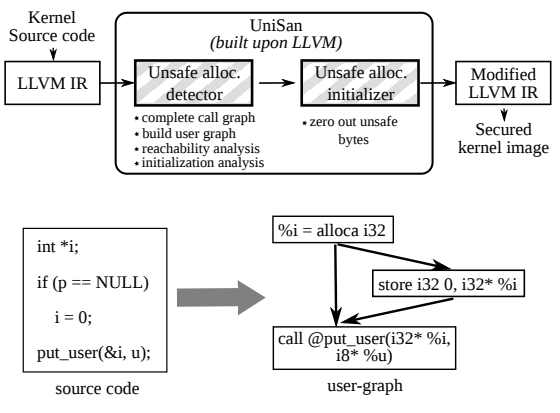 Kernel
Source code
UniSan
(built upon LLVM)
LLVM IR
Unsafe alloc.
detector
Unsafe alloc.
initializer
Modified
LLVM IR
⋆ complete call graph
⋆ build user graph
⋆ reachability analysis
⋆ initialization analysis
⋆ zero out unsafe
bytes
Secured
kernel image
int *i;
if (p == NULL)
i = 0;
put_user(&i, u);
source code
%i = alloca i32
store i32 0, i32* %i
call @put_user(i32* %i,
i8* %u)
user-graph